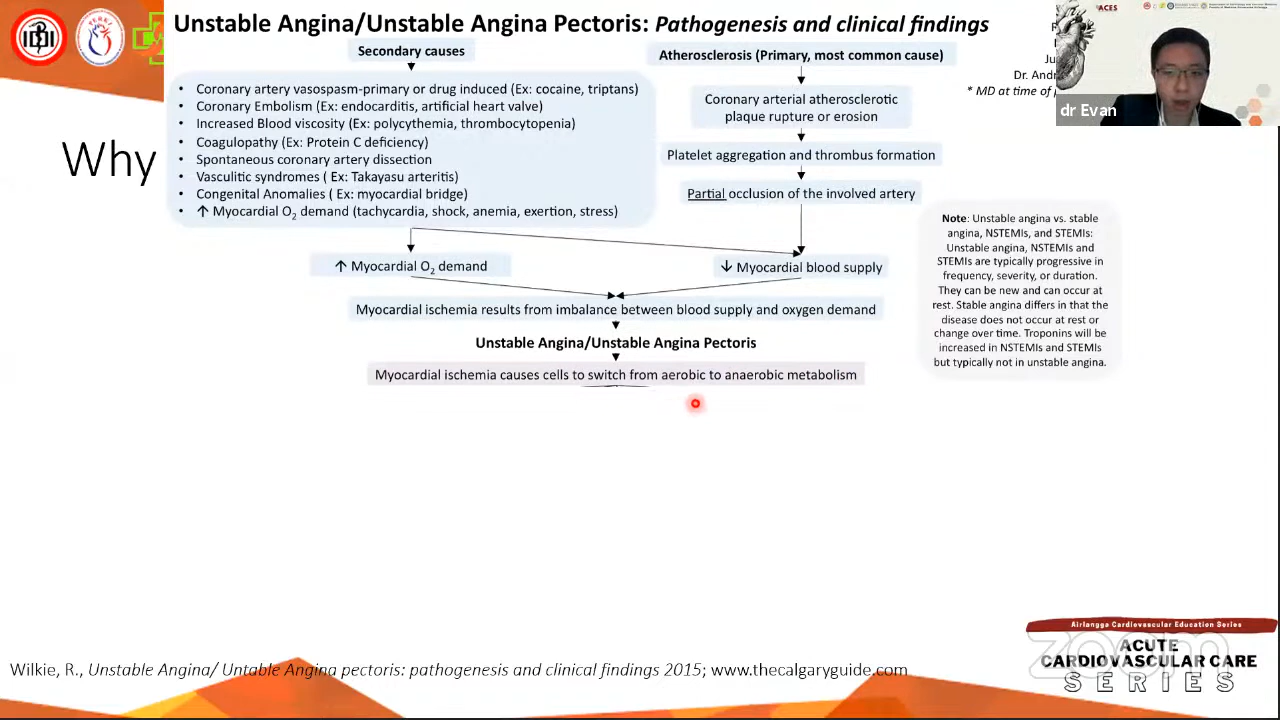 Unstable Angina/Unstable Angina Pectoris: Pathogenesis and clinical findings
Why
Secondary causes
• Coronary artery vasospasm-primary or drug induced (Ex: cocaine, triptans)
• Coronary Embolism (Ex: endocarditis, artificial heart valve)
• Increased Blood viscosity (Ex: polycythemia, thrombocytopenia)
• Coagulopathy (Ex: Protein C deficiency)
• Spontaneous coronary artery dissection
• Vasculitic syndromes ( Ex: Takayasu arteritis)
• Congenital Anomalies ( Ex: myocardial bridge)
• ↑ Myocardial O₂ demand (tachycardia, shock, anemia, exertion, stress)
Atherosclerosis (Primary, most common cause)
Coronary arterial atherosclerotic
plaque rupture or erosion
Platelet aggregation and thrombus formation
Partial occlusion of the involved artery
↑ Myocardial O₂ demand
↓ Myocardial blood supply
Myocardial ischemia results from imbalance between blood supply and oxygen demand
Unstable Angina/Unstable Angina Pectoris
Myocardial ischemia causes cells to switch from aerobic to anaerobic metabolism
Note: Unstable angina vs. stable
angina, NSTEMIs, and STEMIs:
Unstable angina, NSTEMIs and
STEMIs are typically progressive in
frequency, severity, or duration.
They can be new and can occur at
rest. Stable angina differs in that the
disease does not occur at rest or
change over time. Troponins will be
increased in NSTEMIs and STEMIs
but typically not in unstable angina.
Ju
Dr. Andr
* MD at time of
ACES
dr Evan
Airlangga Cardiovascular Education Series
ACUTE
CARDIOVASCULAR CARE
SERIES
zoom
Wilkie, R., Unstable Angina/ Untable Angina pectoris: pathogenesis and clinical findings 2015; www.thecalgaryguide.com